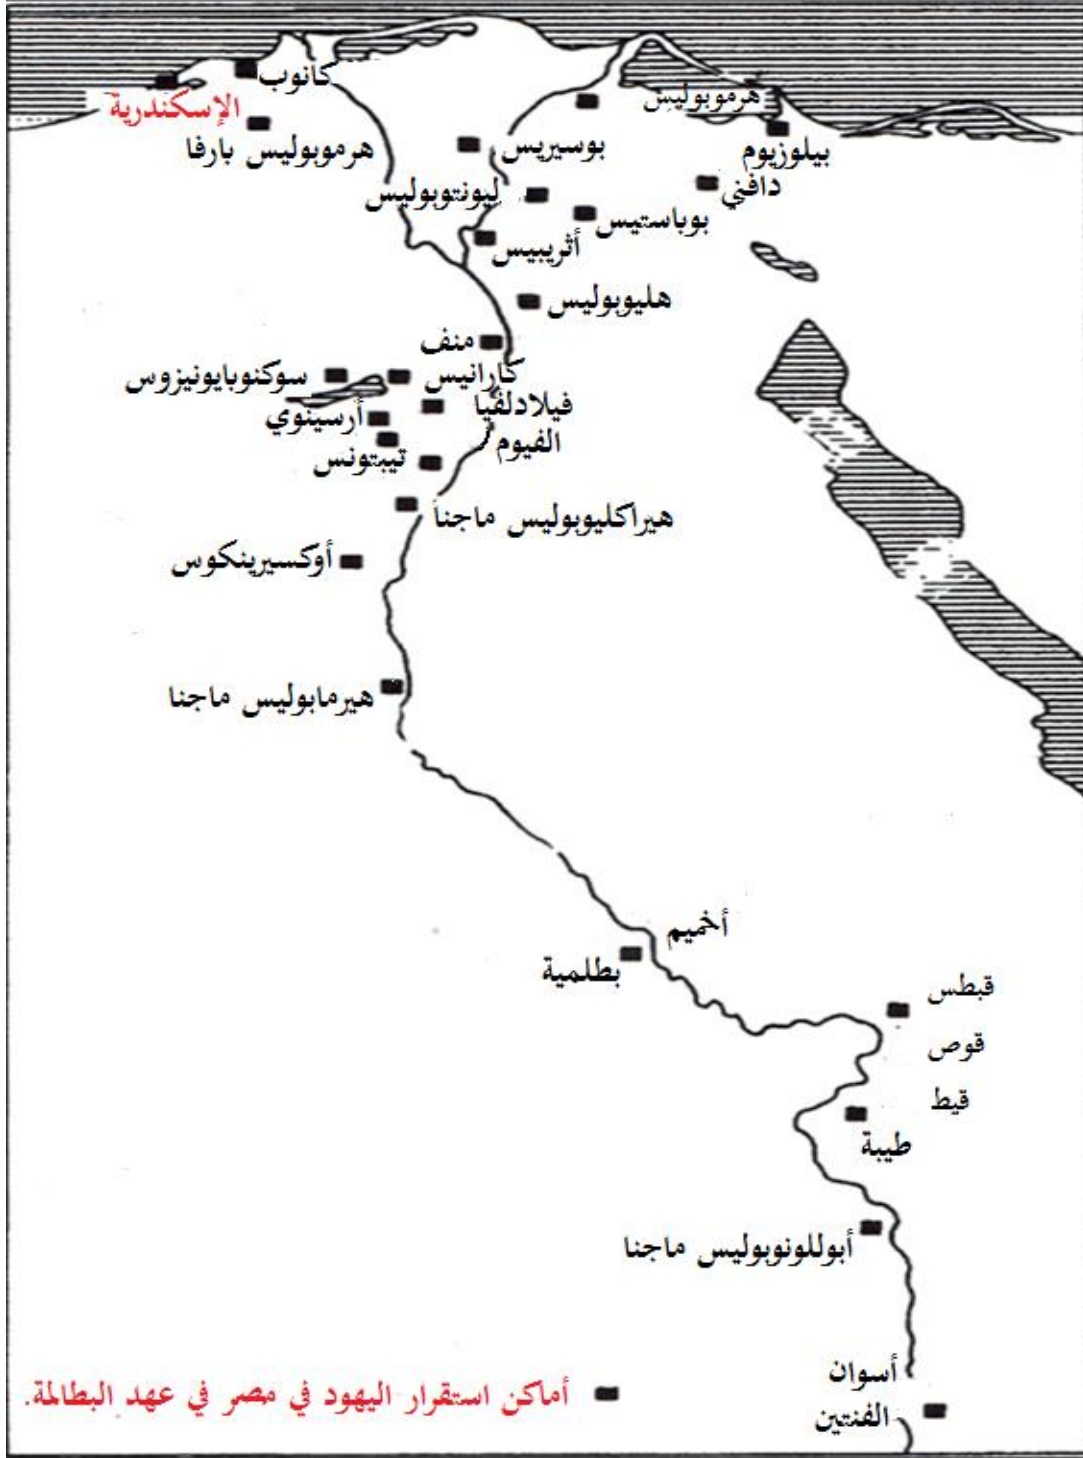 كانوب
الإسكندرية
هرموبوليش
هرموبوليس بارفا
بوسيريس
بيلوزيوم
ليونتوبوليس
دافني
بوباستيس
أثريبيس
هليوبوليس
منف
سوكنوبايونيزوس
كارانيس
فيلادلفيا
أرسينوي
الفيوم
تيبتونس
هيراكليوبوليس ماجنا
أوكسيرينكوس
هيرمابوليس ماجنا
أخميم
بطلمية
قبطس
قوص
قيط
طيبة
أبوللونوبوليس ماجنا
أسوان
الفنتين
أماكن استقرار اليهود في مصر في عهد البطالمة.